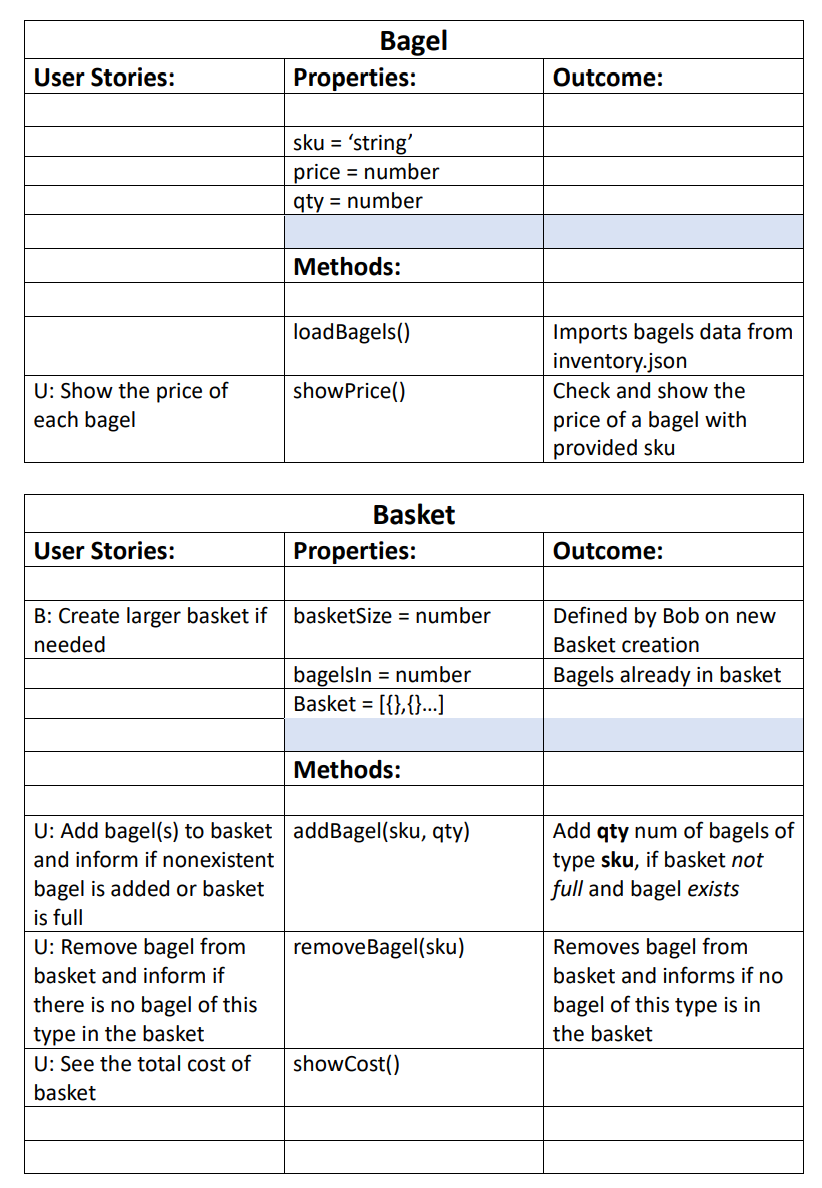 Bagel
User Stories: Properties: Outcome:
sku = ‘string’
price = number
qty = number
Methods:
loadBagels() Imports bagels data from
inventory.json
U: Show the price of showPrice() Check and show the
each bagel price of a bagel with
provided sku
Basket
User Stories: Properties: Outcome:
B: Create larger basket if basketSize = number Defined by Bob on new
needed Basket creation
bagelsIn = number Bagels already in basket
Basket = [{},{}...]
Methods:
U: Add bagel(s) to basket addBagel(sku, qty) Add qty num of bagels of
and inform if nonexistent type sku, if basket not
bagel is added or basket full and bagel exists
is full
U: Remove bagel from removeBagel(sku) Removes bagel from
basket and inform if basket and informs if no
there is no bagel of this bagel of this type is in
type in the basket the basket
U: See the total cost of showCost()
basket